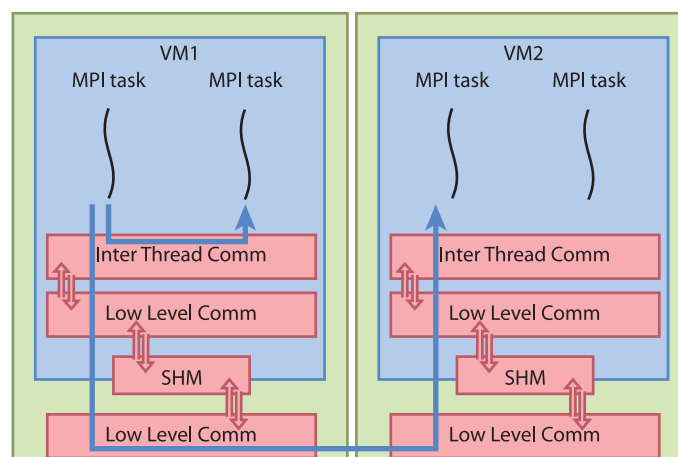 VM1
MPI task MPI task
Inter Thread Comm
Low Level Comm
SHM
Low Level Comm
VM2
MPI task MPI task
Inter Thread Comm
Low Level Comm
SHM
Low Level Comm